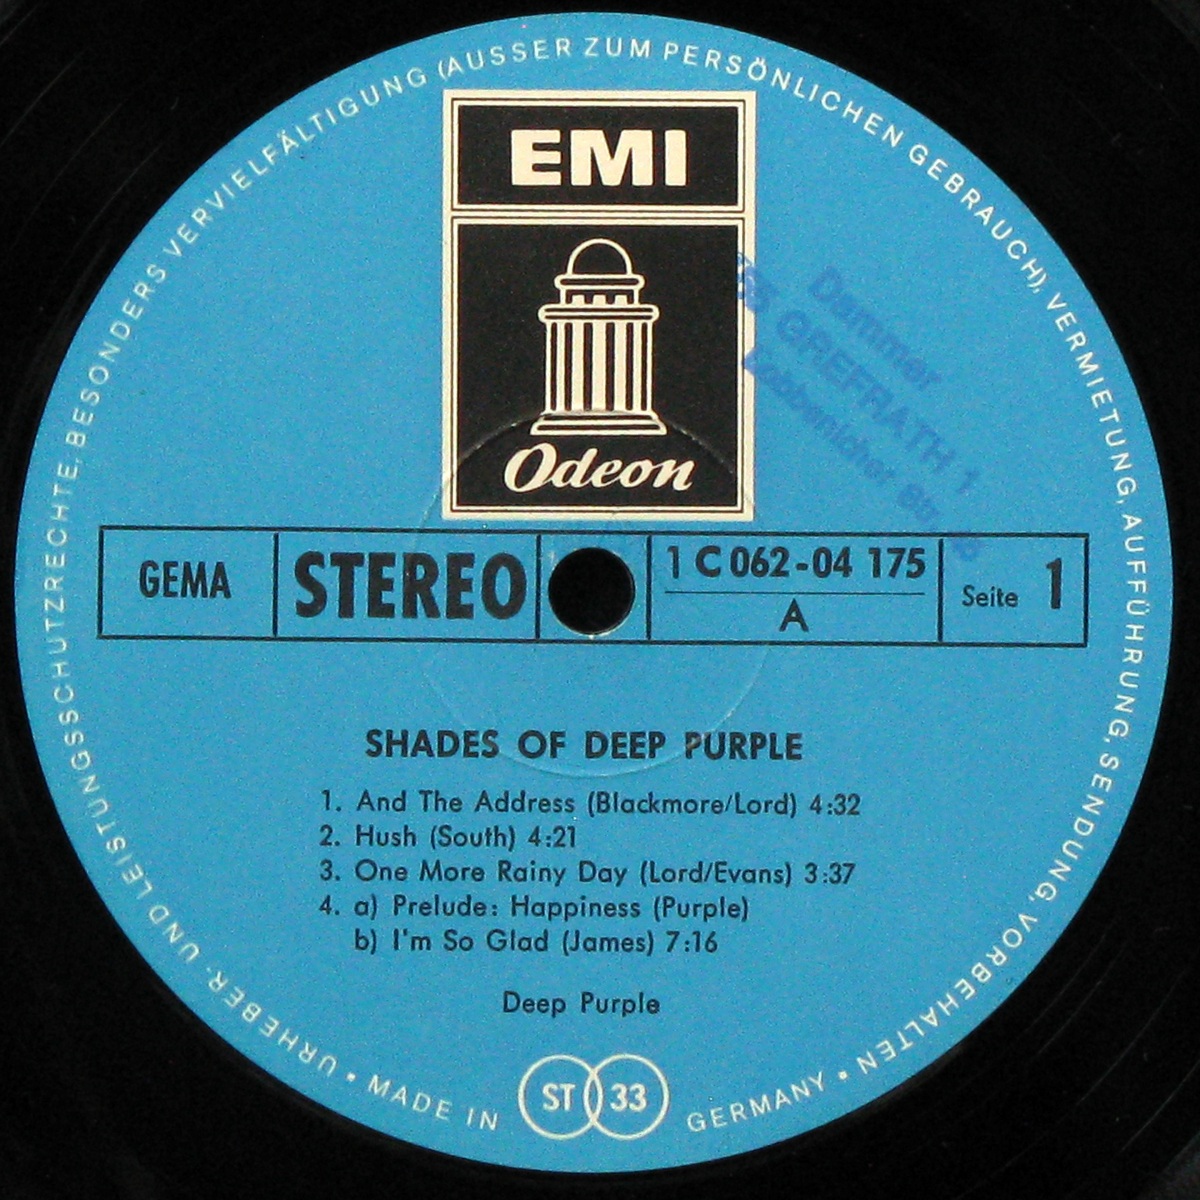 URHEBER- UND LEISTUNGSSCHUTZRECHTE, BESONDERS VERVIELFÄLTIGUNG (AUSSER ZUM PERSÖNLICHEN GEBRAUCH), VERMIETUNG, AUFFÜHRUNG, SENDUNG, VORBEHALTEN • MADE IN GERMANY •
EMI
Odeon
Dammer
GREFRATH 1
GEMA
STEREO
1 C 062-04 175
A
Seite 1
SHADES OF DEEP PURPLE
1. And The Address (Blackmore/Lord) 4:32
2. Hush (South) 4:21
3. One More Rainy Day (Lord/Evans) 3:37
4. a) Prelude: Happiness (Purple)
b) I'm So Glad (James) 7:16
Deep Purple
ST 33